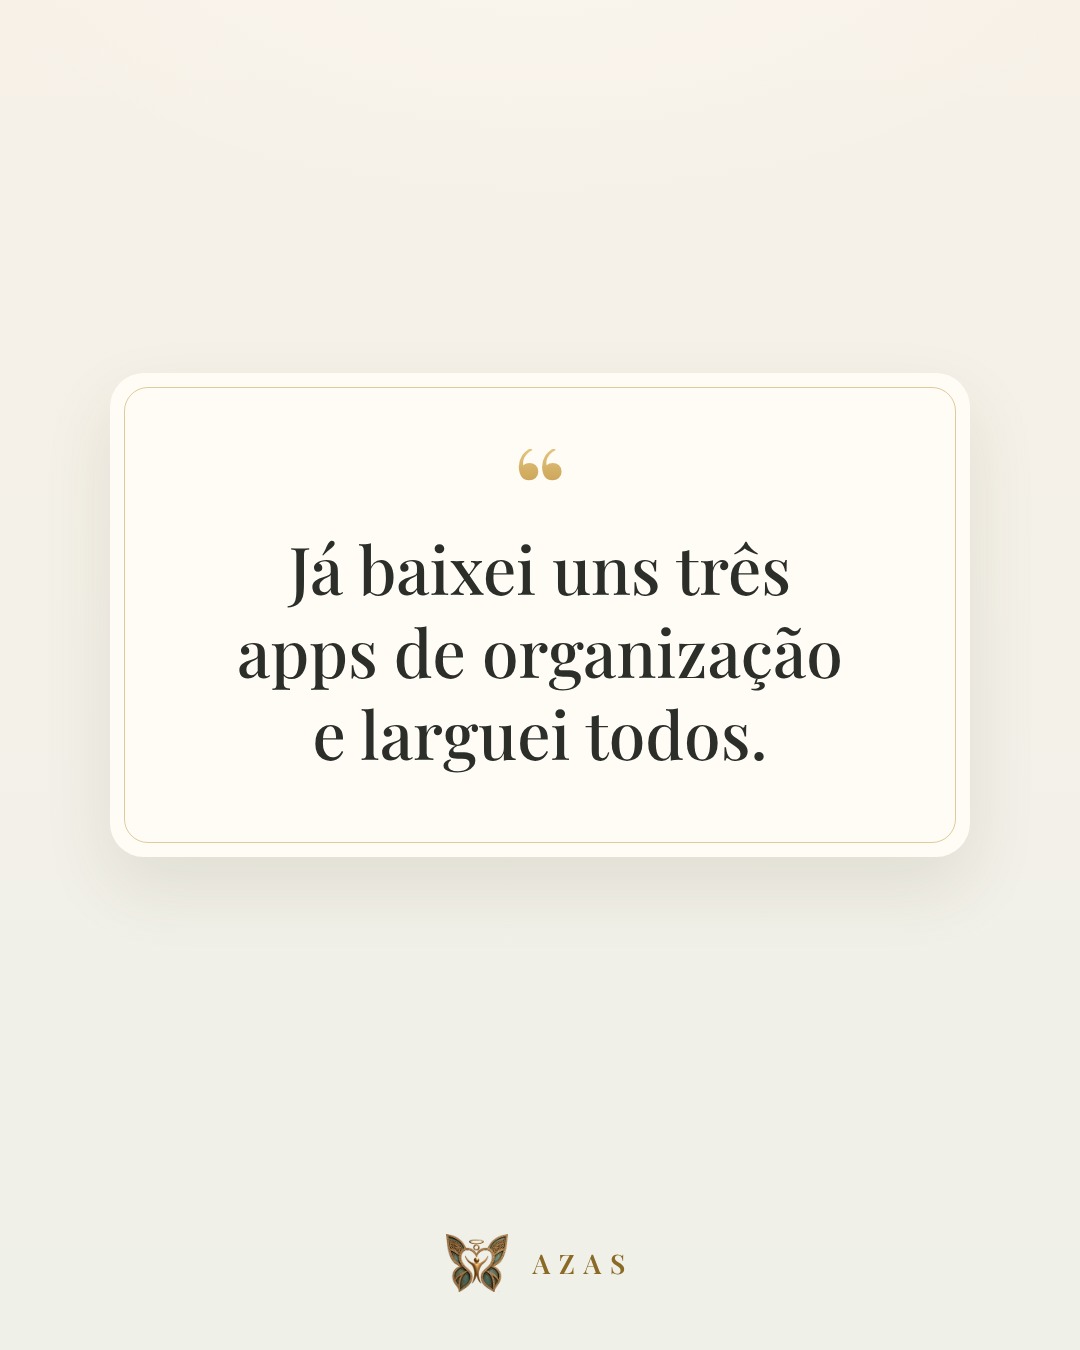 “
Já baixei uns três
apps de organização
e larguei todos.
AZAS